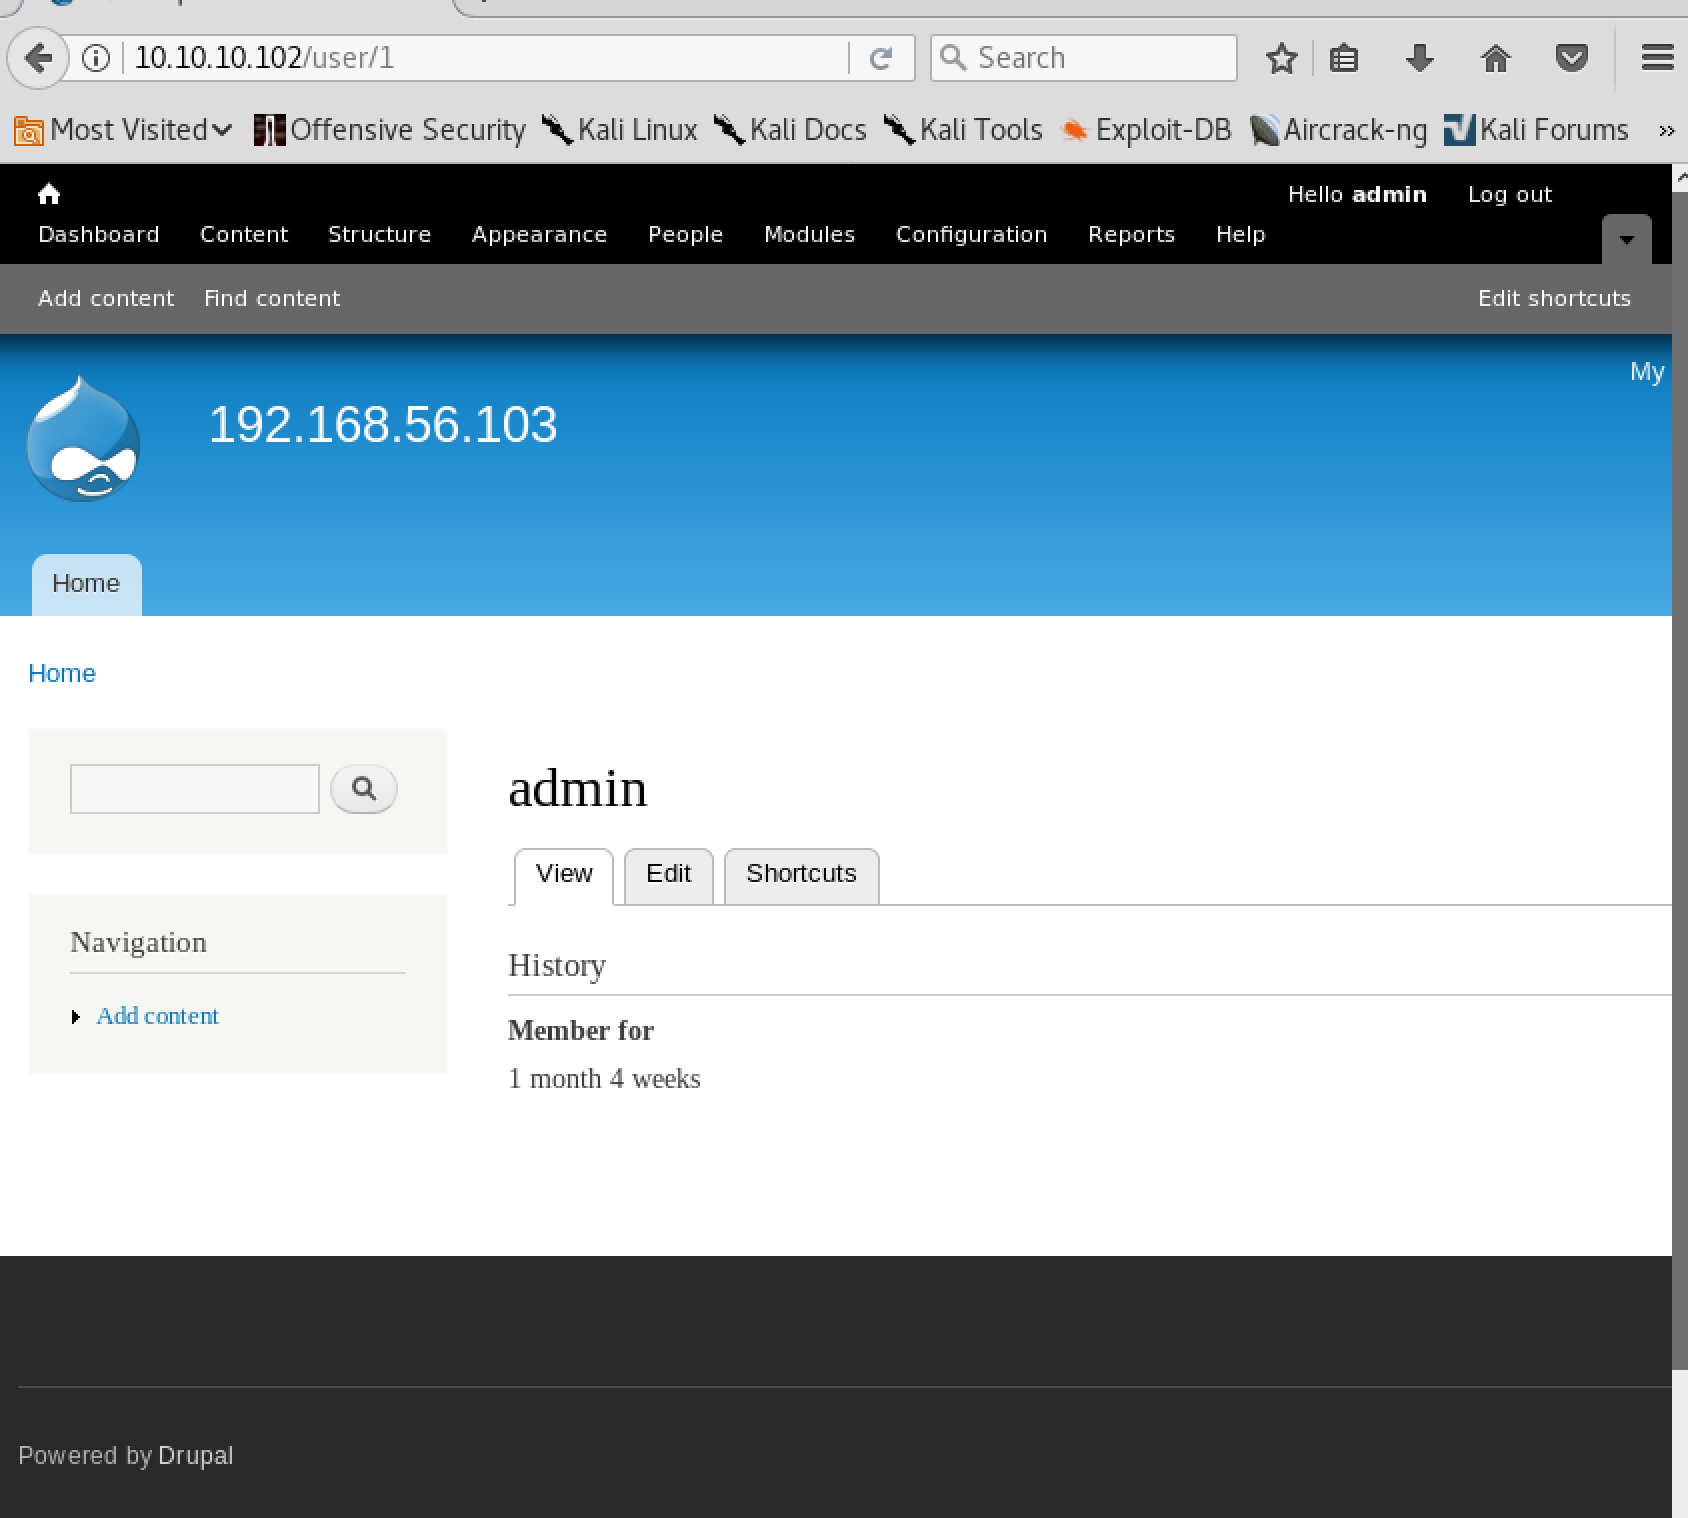 10.10.10.102/user/1 Search
Most Visited Offensive Security Kali Linux Kali Docs Kali Tools Exploit-DB Aircrack-ng Kali Forums »
Hello admin Log out
Dashboard Content Structure Appearance People Modules Configuration Reports Help
Add content Find content Edit shortcuts
My
192.168.56.103
Home
Home
admin
View Edit Shortcuts
Navigation
Add content
History
Member for
1 month 4 weeks
Powered by Drupal